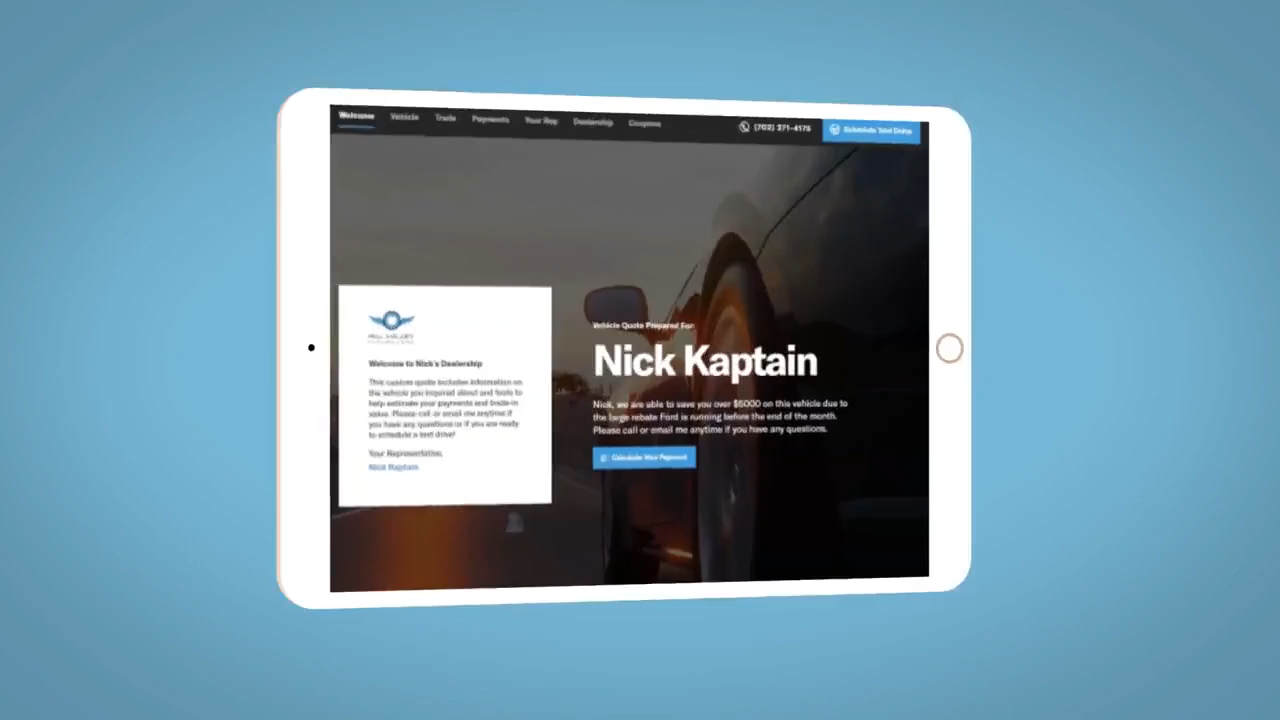 Welcome Vehicle Trade Payments Your Rep Dealership Coupons (702) 271-4175 Schedule Test Drive
Welcome to Nick's Dealership
This custom quote includes information on
the vehicle you inquired about and tools to
help estimate your payments and trade-in
value. Please call or email me anytime if
you have any questions or if you are ready
to schedule a test drive!
Your Representative,
Nick Kaptain
Vehicle Quote Prepared For:
Nick Kaptain
Nick, we are able to save you over $5000 on this vehicle due to
the large rebate Ford is running before the end of the month.
Please call or email me anytime if you have any questions.
Calculate Your Payment